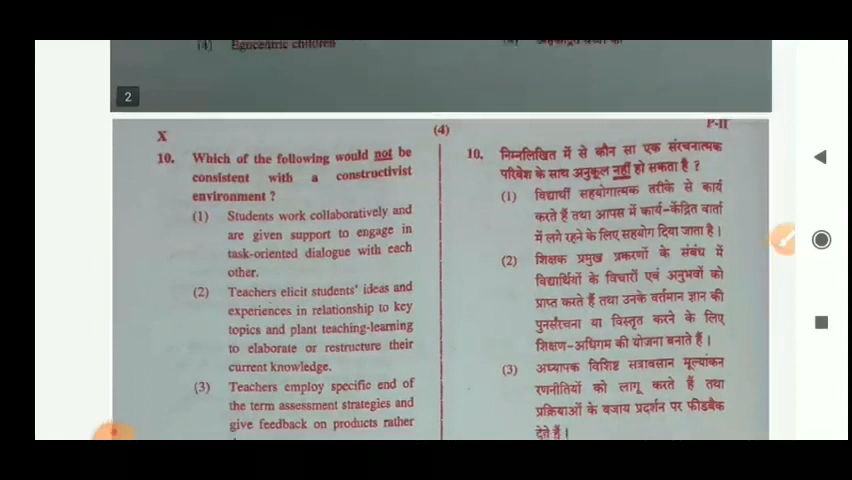 (4) Egocentric children
2
X
(4)
P-II
10. Which of the following would not be
consistent with a constructivist
environment ?
(1) Students work collaboratively and
are given support to engage in
task-oriented dialogue with each
other.
(2) Teachers elicit students' ideas and
experiences in relationship to key
topics and plant teaching-learning
to elaborate or restructure their
current knowledge.
(3) Teachers employ specific end of
the term assessment strategies and
give feedback on products rather
10. निम्नलिखित में से कौन सा एक संरचनात्मक
परिवेश के साथ अनुकूल नहीं हो सकता है ?
(1) विद्यार्थी सहयोगात्मक तरीके से कार्य
करते हैं तथा आपस में कार्य-केंद्रित वार्ता
में लगे रहने के लिए सहयोग दिया जाता है।
(2) शिक्षक प्रमुख प्रकरणों के संबंध में
विद्यार्थियों के विचारों एवं अनुभवों को
प्राप्त करते हैं तथा उनके वर्तमान ज्ञान की
पुनर्संरचना या विस्तृत करने के लिए
शिक्षण-अधिगम की योजना बनाते हैं।
(3) अध्यापक विशिष्ट सत्रावसान मूल्यांकन
रणनीतियों को लागू करते हैं तथा
प्रक्रियाओं के बजाय प्रदर्शन पर फीडबैक
देते हैं।